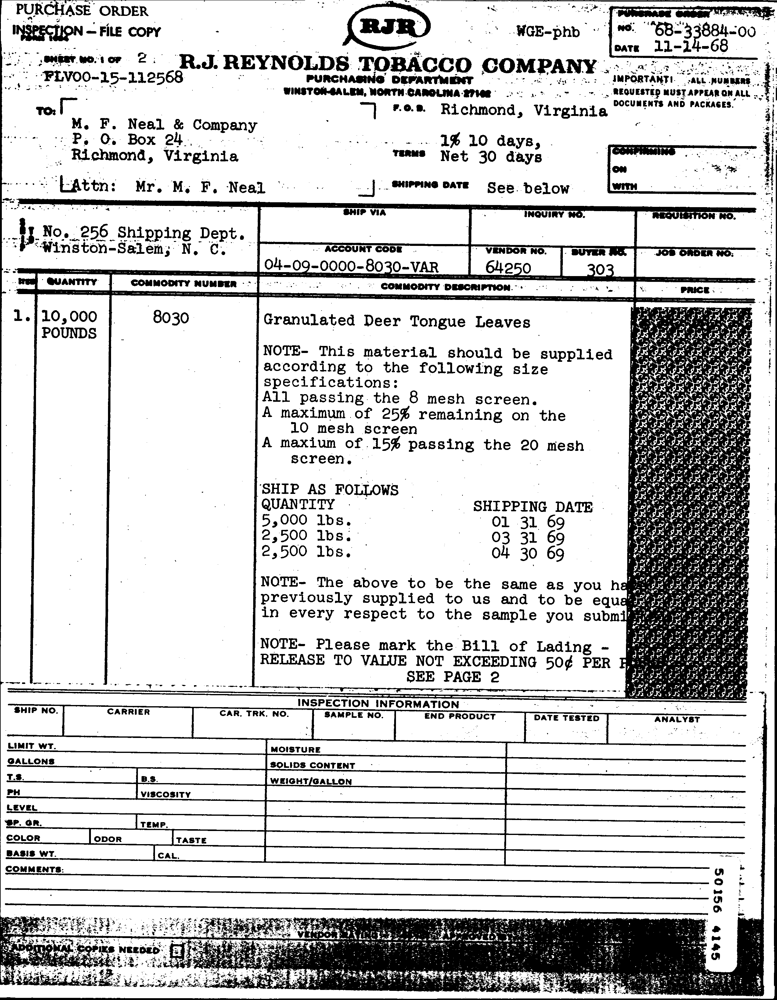 PURCHASE ORDER
INSPECTION — FILE COPY
RJR
WGE-phb
PURCHASE ORDER
NO. 68-33884-00
DATE 11-14-68
SHEET NO. 1 OF 2
FLV00-15-112568
R.J. REYNOLDS TOBACCO COMPANY
PURCHASING DEPARTMENT
WINSTON-SALEM, NORTH CAROLINA 27102
IMPORTANT! ALL NUMBERS
REQUESTED MUST APPEAR ON ALL
DOCUMENTS AND PACKAGES.
TO:
M. F. Neal & Company
P. O. Box 24
Richmond, Virginia
Attn: Mr. M. F. Neal
F.O.B. Richmond, Virginia
1% 10 days,
TERMS Net 30 days
SHIPPING DATE See below
CONFIRMING
ON
WITH
No. 256 Shipping Dept.
Winston-Salem, N. C.
SHIP VIA
INQUIRY NO.
REQUISITION NO.
ACCOUNT CODE
VENDOR NO.
BUYER NO.
JOB ORDER NO.
04-09-0000-8030-VAR
64250
303
ITEM QUANTITY COMMODITY NUMBER COMMODITY DESCRIPTION PRICE
1. 10,000 8030 Granulated Deer Tongue Leaves
POUNDS
NOTE- This material should be supplied
according to the following size
specifications:
All passing the 8 mesh screen.
A maximum of 25% remaining on the
10 mesh screen
A maxium of 15% passing the 20 mesh
screen.
SHIP AS FOLLOWS
QUANTITY SHIPPING DATE
5,000 lbs. 01 31 69
2,500 lbs. 03 31 69
2,500 lbs. 04 30 69
NOTE- The above to be the same as you ha
previously supplied to us and to be equa
in every respect to the sample you submi
NOTE- Please mark the Bill of Lading -
RELEASE TO VALUE NOT EXCEEDING 50¢ PER
SEE PAGE 2
INSPECTION INFORMATION
SHIP NO. CARRIER CAR. TRK. NO. SAMPLE NO. END PRODUCT DATE TESTED ANALYST
LIMIT WT. MOISTURE
GALLONS SOLIDS CONTENT
T.S. B.S. WEIGHT/GALLON
PH VISCOSITY
LEVEL
SP. GR. TEMP.
COLOR ODOR TASTE
BASIS WT. CAL.
COMMENTS:
50156 4145
VENDOR
ADDITIONAL COPIES NEEDED